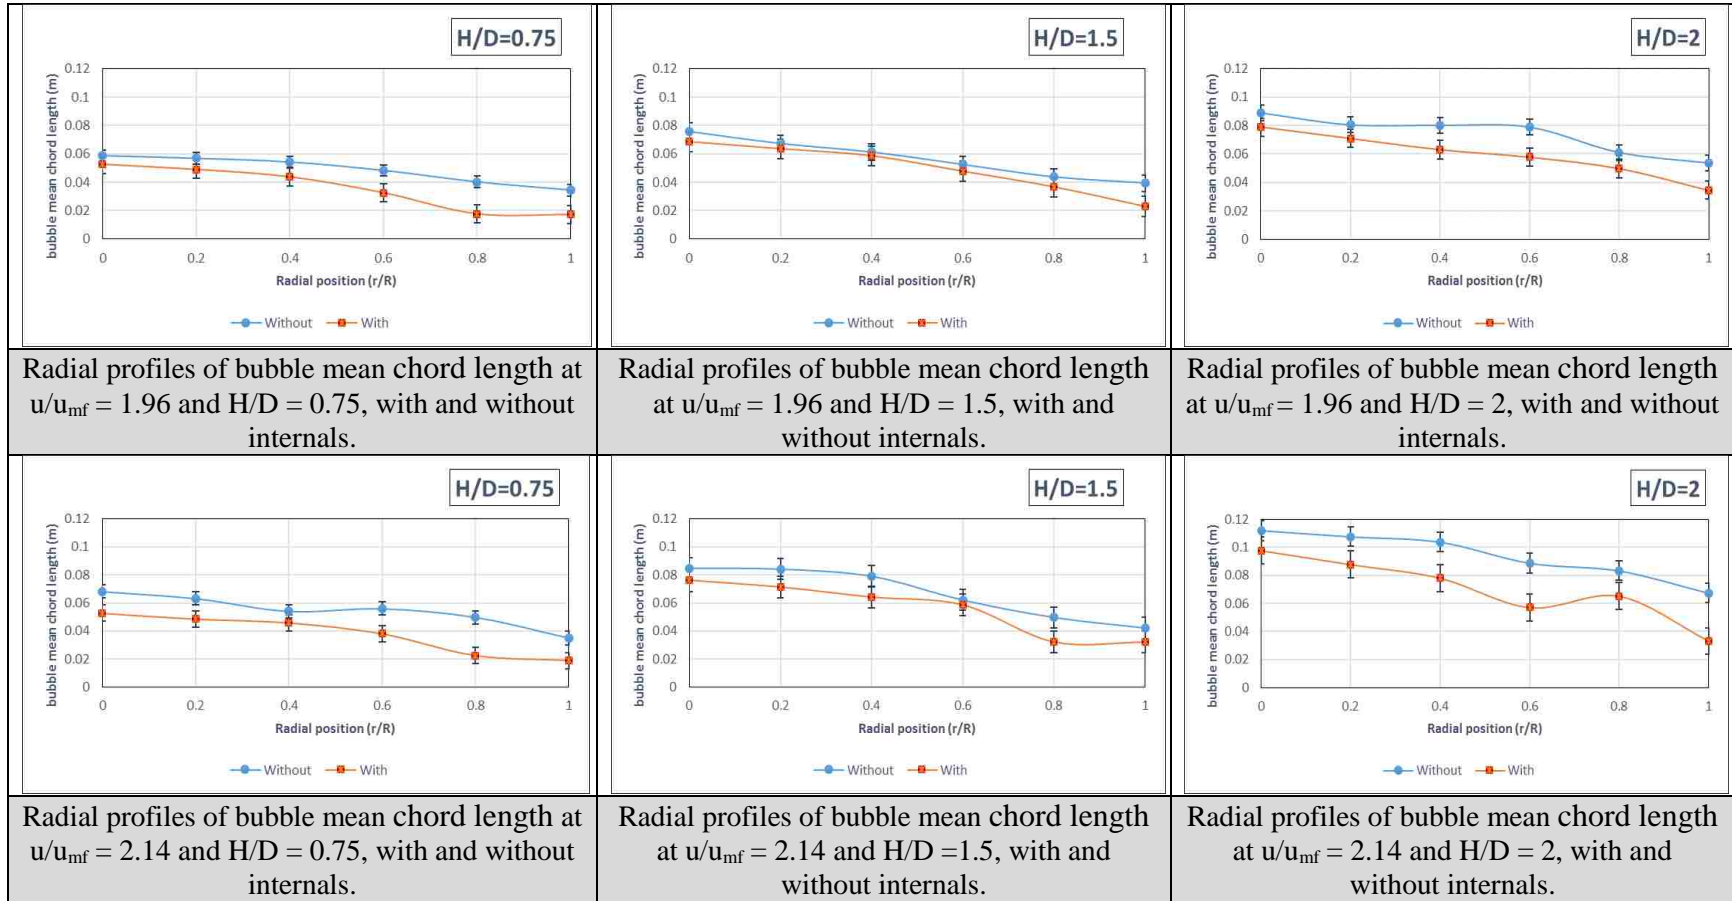 H/D=0.75
bubble mean chord length (m)
0.12
0.1
0.08
0.06
0.04
0.02
0
0 0.2 0.4 0.6 0.8 1
Radial position (r/R)
Without With
Radial profiles of bubble mean chord length at
u/umf = 1.96 and H/D = 0.75, with and without
internals.
H/D=1.5
bubble mean chord length (m)
0.12
0.1
0.08
0.06
0.04
0.02
0
0 0.2 0.4 0.6 0.8 1
Radial position (r/R)
Without With
Radial profiles of bubble mean chord length
at u/umf = 1.96 and H/D = 1.5, with and
without internals.
H/D=2
bubble mean chord length (m)
0.12
0.1
0.08
0.06
0.04
0.02
0
0 0.2 0.4 0.6 0.8 1
Radial position (r/R)
Without With
Radial profiles of bubble mean chord length
at u/umf = 1.96 and H/D = 2, with and without
internals.
H/D=0.75
bubble mean chord length (m)
0.12
0.1
0.08
0.06
0.04
0.02
0
0 0.2 0.4 0.6 0.8 1
Radial position (r/R)
Without With
Radial profiles of bubble mean chord length at
u/umf = 2.14 and H/D = 0.75, with and without
internals.
H/D=1.5
bubble mean chord length (m)
0.12
0.1
0.08
0.06
0.04
0.02
0
0 0.2 0.4 0.6 0.8 1
Radial position (r/R)
Without With
Radial profiles of bubble mean chord length
at u/umf = 2.14 and H/D =1.5, with and
without internals.
H/D=2
bubble mean chord length (m)
0.12
0.1
0.08
0.06
0.04
0.02
0
0 0.2 0.4 0.6 0.8 1
Radial position (r/R)
Without With
Radial profiles of bubble mean chord length
at u/umf = 2.14 and H/D = 2, with and
without internals.